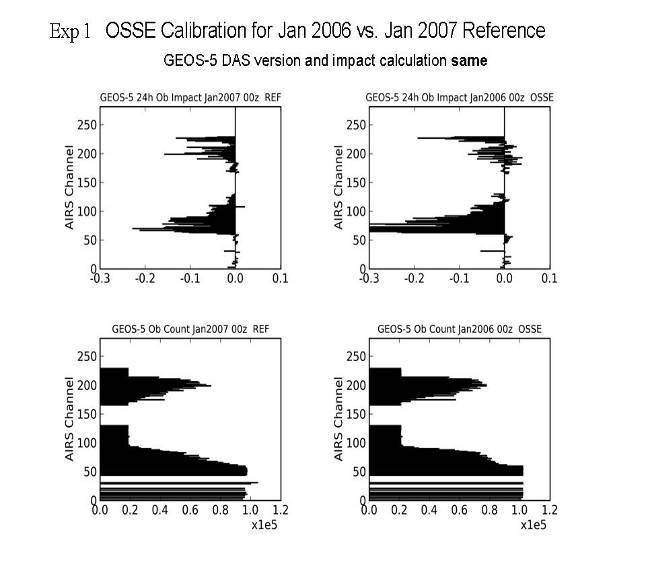 Exp 1 OSSE Calibration for Jan 2006 vs. Jan 2007 Reference
GEOS-5 DAS version and impact calculation same
GEOS-5 24h Ob Impact Jan2007 00z REF
AIRS Channel
250
200
150
100
50
0
-0.3 -0.2 -0.1 0.0 0.1
GEOS-5 24h Ob Impact Jan2006 00z OSSE
AIRS Channel
250
200
150
100
50
0
-0.3 -0.2 -0.1 0.0 0.1
GEOS-5 Ob Count Jan2007 00z REF
AIRS Channel
250
200
150
100
50
0
0.0 0.2 0.4 0.6 0.8 1.0 1.2
x1e5
GEOS-5 Ob Count Jan2006 00z OSSE
AIRS Channel
250
200
150
100
50
0
0.0 0.2 0.4 0.6 0.8 1.0 1.2
x1e5